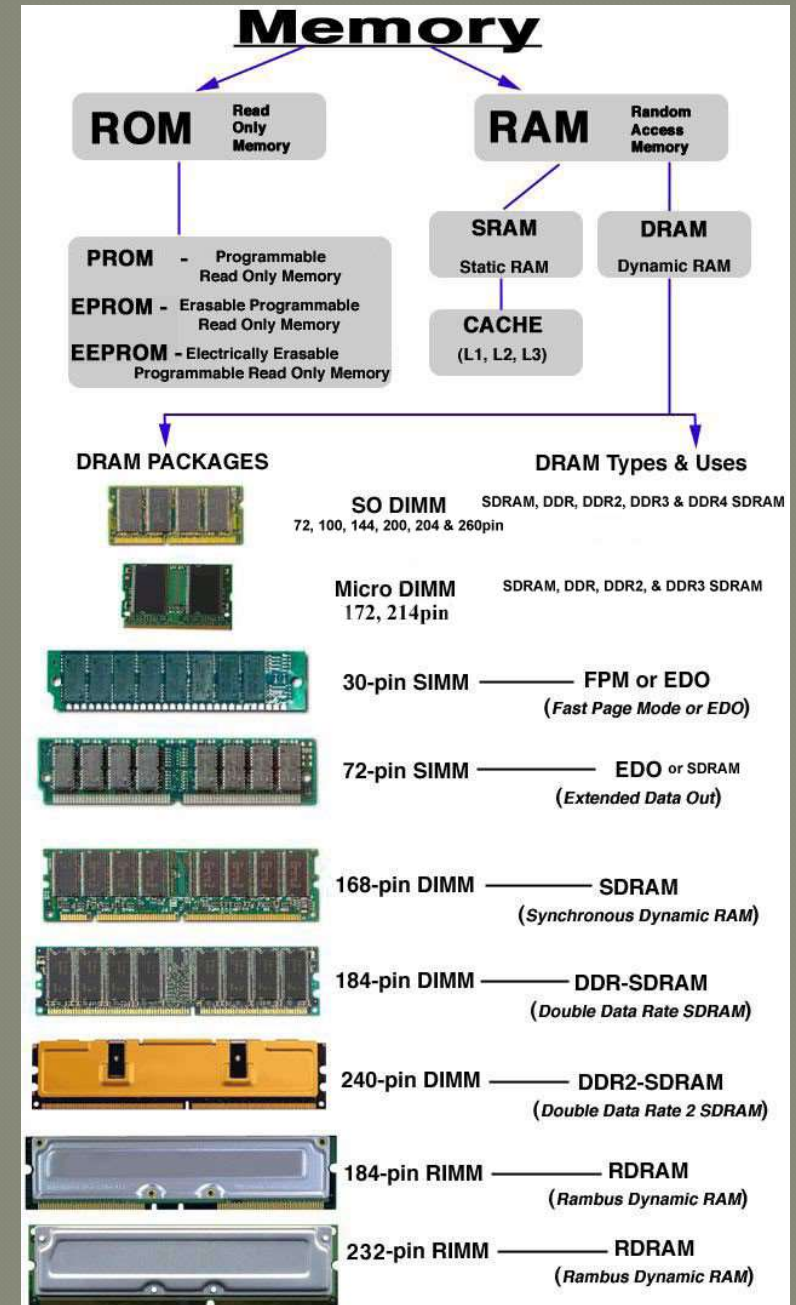 Memory
ROM
Read
Only
Memory
RAM
Random
Access
Memory
PROM - Programmable
Read Only Memory
EPROM - Erasable Programmable
Read Only Memory
EEPROM - Electrically Erasable
Programmable Read Only Memory
SRAM
Static RAM
DRAM
Dynamic RAM
CACHE
(L1, L2, L3)
DRAM PACKAGES
DRAM Types & Uses
SO DIMM
72, 100, 144, 200, 204 & 260pin
SDRAM, DDR, DDR2, DDR3 & DDR4 SDRAM
Micro DIMM
172, 214pin
SDRAM, DDR, DDR2, & DDR3 SDRAM
30-pin SIMM
FPM or EDO
(Fast Page Mode or EDO)
72-pin SIMM
EDO or SDRAM
(Extended Data Out)
168-pin DIMM
SDRAM
(Synchronous Dynamic RAM)
184-pin DIMM
DDR-SDRAM
(Double Data Rate SDRAM)
240-pin DIMM
DDR2-SDRAM
(Double Data Rate 2 SDRAM)
184-pin RIMM
RDRAM
(Rambus Dynamic RAM)
232-pin RIMM
RDRAM
(Rambus Dynamic RAM)